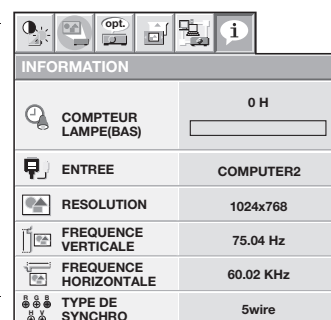 opt.
i
INFORMATION
0 H
COMPTEUR
LAMPE(BAS)
ENTREE
COMPUTER2
RESOLUTION
1024x768
FREQUENCE
VERTICALE
75.04 Hz
FREQUENCE
HORIZONTALE
60.02 KHz
R G B
H V
TYPE DE
SYNCHRO
5wire